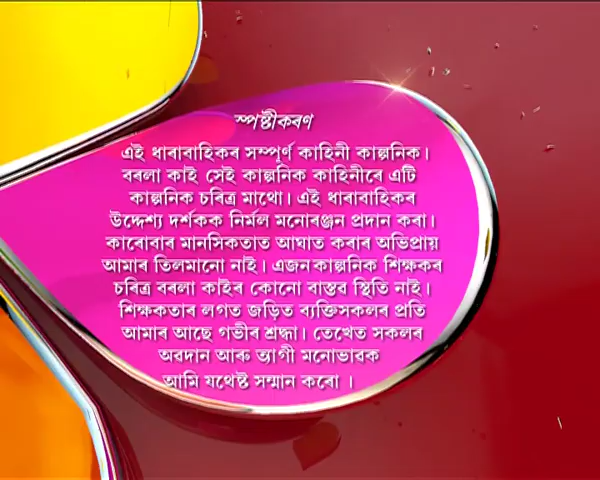 স্পষ্টীকৰণ
এই ধাৰাবাহিকৰ সম্পূৰ্ণ কাহিনী কাল্পনিক।
বৰলা কাই সেই কাল্পনিক কাহিনীৰে এটি
কাল্পনিক চৰিত্ৰ মাথো। এই ধাৰাবাহিকৰ
উদ্দেশ্য দৰ্শকক নিৰ্মল মনোৰঞ্জন প্ৰদান কৰা।
কাৰোবাৰ মানসিকতাত আঘাত কৰাৰ অভিপ্ৰায়
আমাৰ তিলমানো নাই। এজন কাল্পনিক শিক্ষকৰ
চৰিত্ৰ বৰলা কাইৰ কোনো বাস্তৱ স্থিতি নাই।
শিক্ষকতাৰ লগত জড়িত ব্যক্তিসকলৰ প্ৰতি
আমাৰ আছে গভীৰ শ্ৰদ্ধা। তেখেত সকলৰ
অৱদান আৰু ত্যাগী মনোভাৱক
আমি যথেষ্ট সন্মান কৰো ।